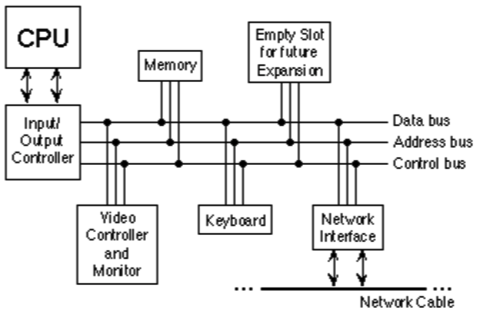 CPU
Empty Slot
for future
Expansion
Memory
Input/
Output
Controller
Data bus
Address bus
Control bus
Video
Controller
and
Monitor
Keyboard
Network
Interface
Network Cable